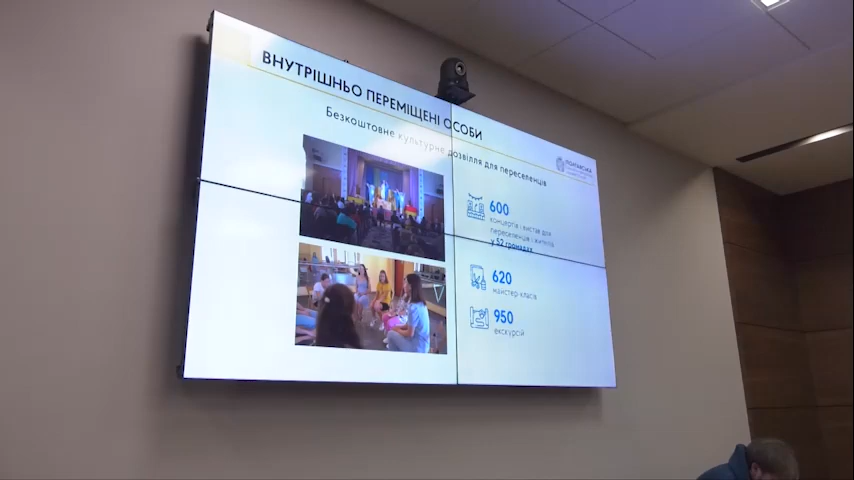 ВНУТРІШНЬО ПЕРЕМІЩЕНІ ОСОБИ
Безкоштовне культурне дозвілля для переселенців
ПОЛТАВСЬКА
600
концертів і вистав для
переселенців і жителів
у 52 громадах
620
майстер-класів
950
екскурсій